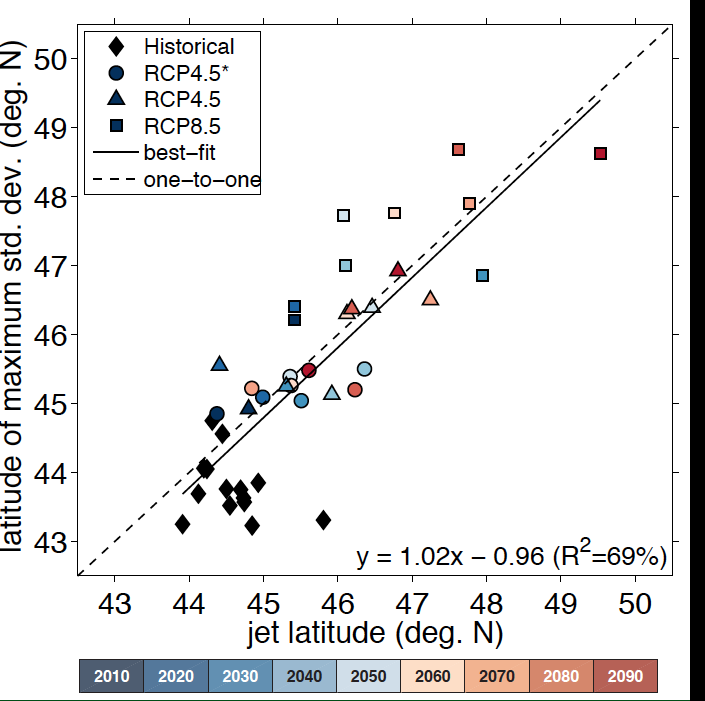 latitude of maximum std. dev. (deg. N)
50
49
48
47
46
45
44
43
Historical
RCP4.5*
RCP4.5
RCP8.5
best–fit
one–to–one
y = 1.02x − 0.96 (R²=69%)
43 44 45 46 47 48 49 50
jet latitude (deg. N)
2010 2020 2030 2040 2050 2060 2070 2080 2090